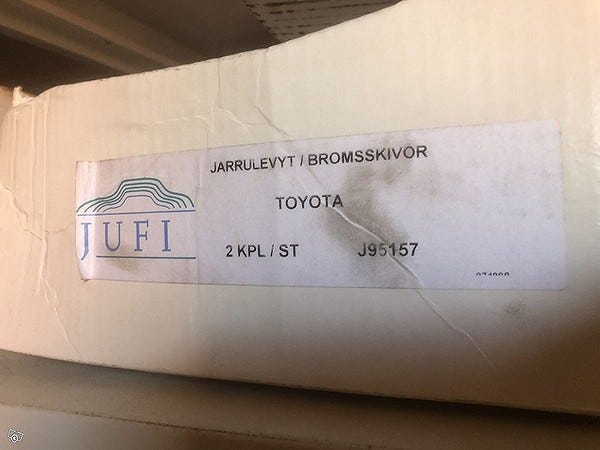 JARRULEVYT / BROMSSKIVOR
TOYOTA
JUFI
2 KPL / ST J95157